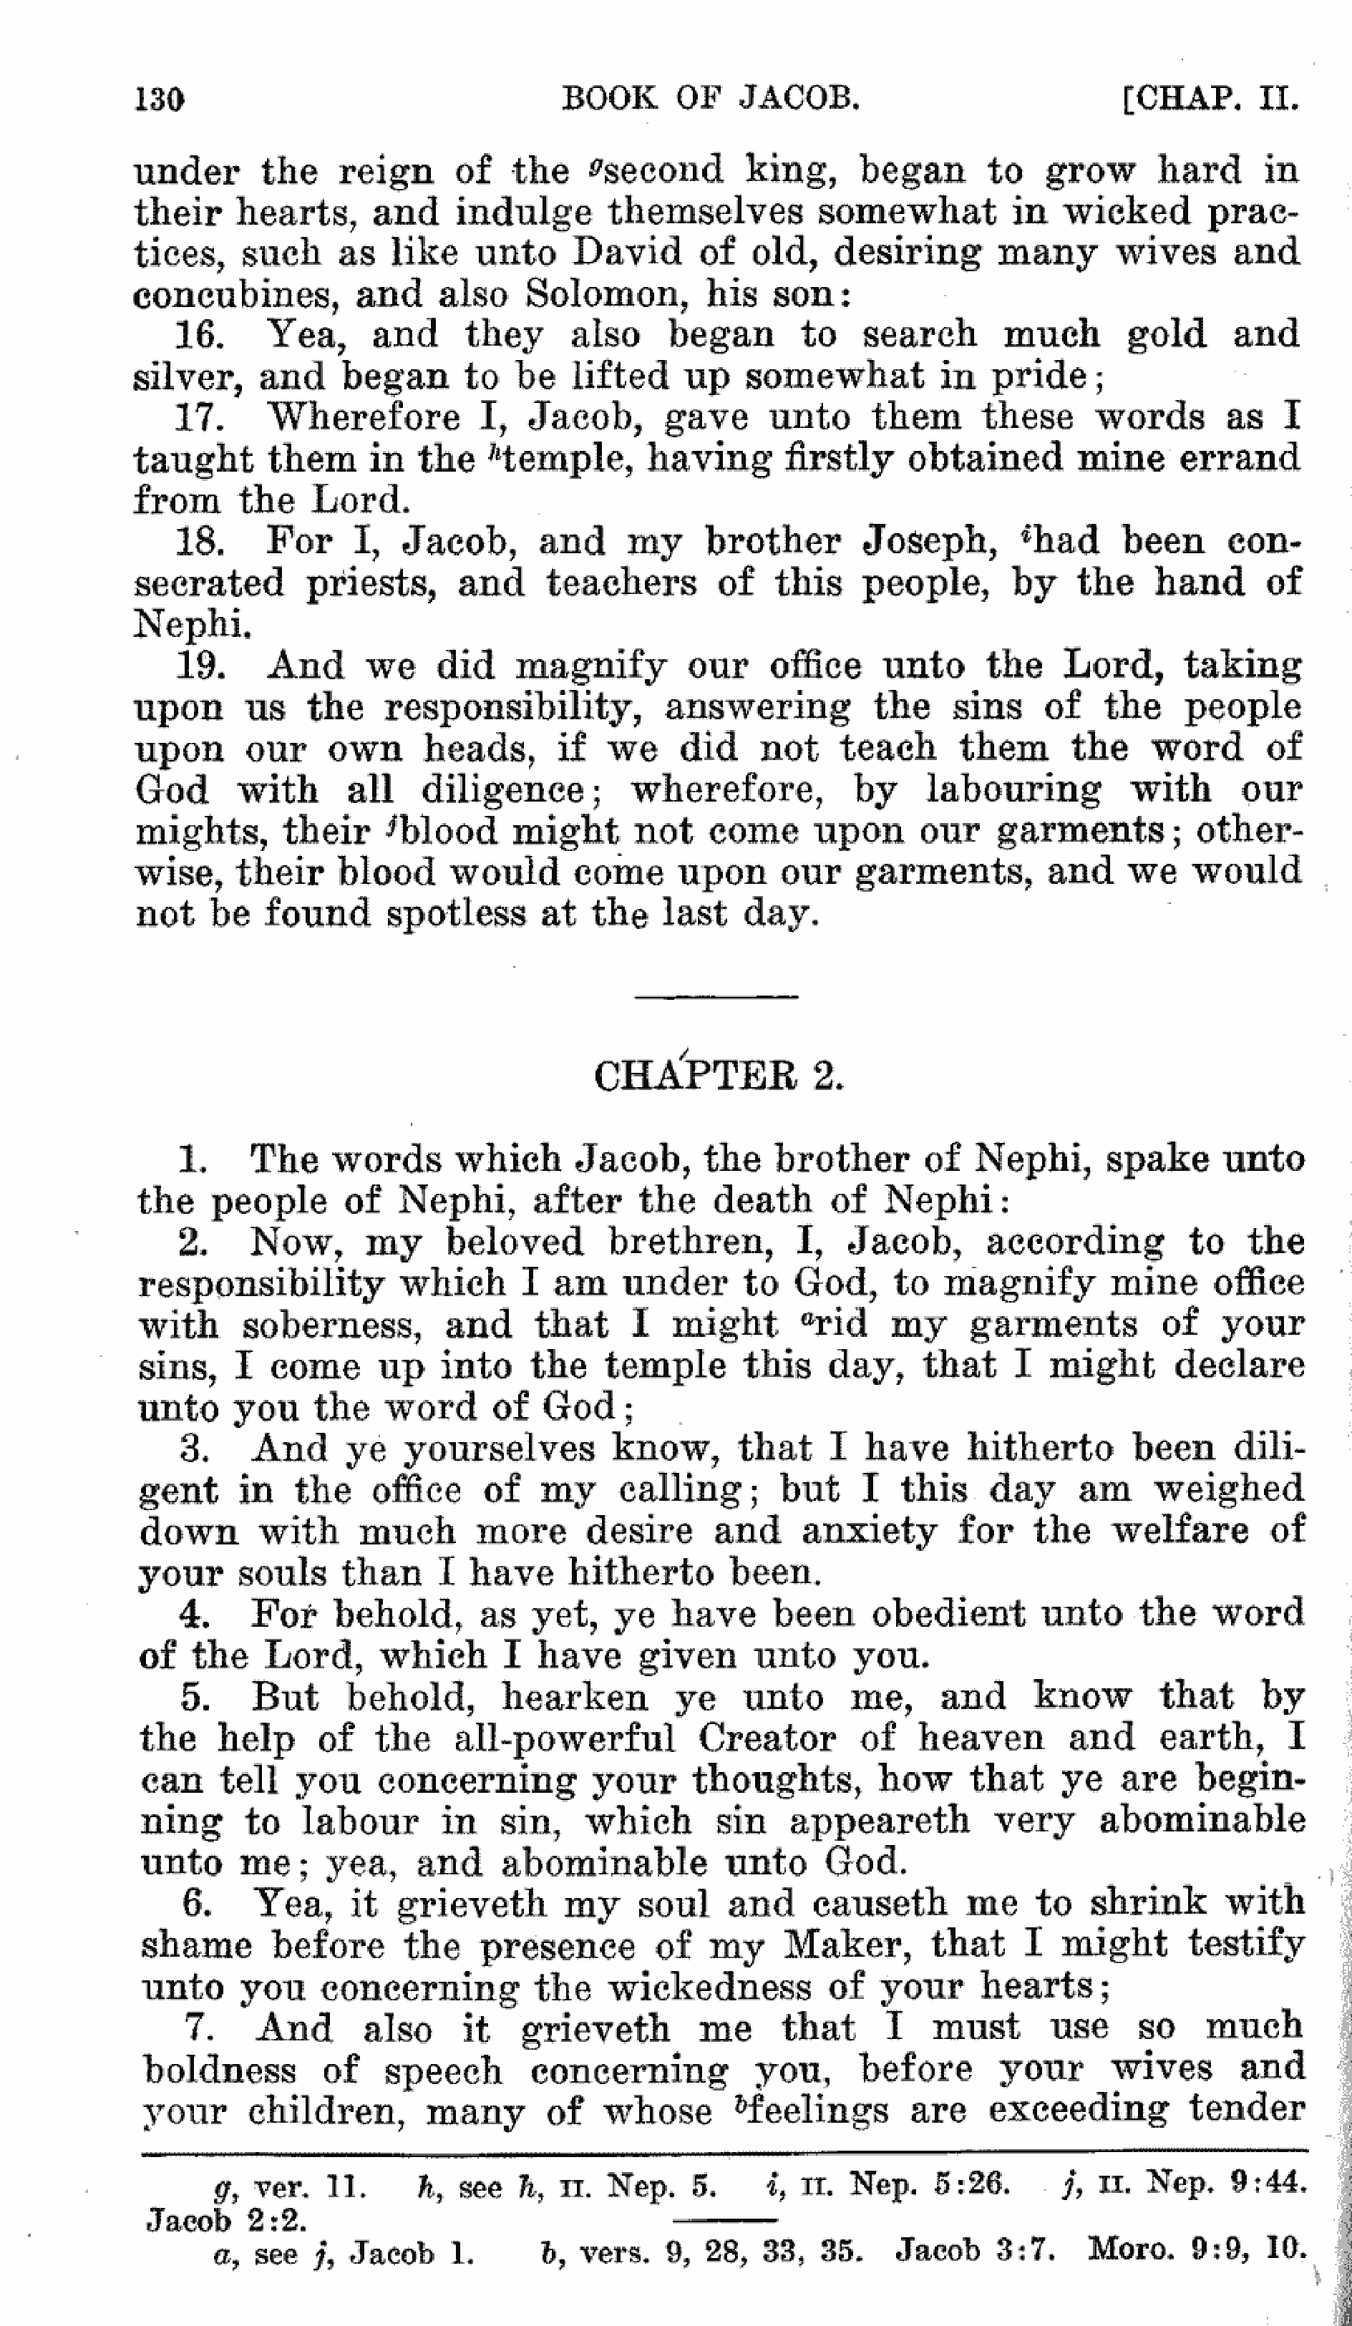 130 BOOK OF JACOB. [CHAP. II.
under the reign of the gsecond king, began to grow hard in
their hearts, and indulge themselves somewhat in wicked prac-
tices, such as like unto David of old, desiring many wives and
concubines, and also Solomon, his son:
16. Yea, and they also began to search much gold and
silver, and began to be lifted up somewhat in pride;
17. Wherefore I, Jacob, gave unto them these words as I
taught them in the htemple, having firstly obtained mine errand
from the Lord.
18. For I, Jacob, and my brother Joseph, ihad been con-
secrated priests, and teachers of this people, by the hand of
Nephi.
19. And we did magnify our office unto the Lord, taking
upon us the responsibility, answering the sins of the people
upon our own heads, if we did not teach them the word of
God with all diligence; wherefore, by labouring with our
mights, their jblood might not come upon our garments; other-
wise, their blood would come upon our garments, and we would
not be found spotless at the last day.
CHAPTER 2.
1. The words which Jacob, the brother of Nephi, spake unto
the people of Nephi, after the death of Nephi:
2. Now, my beloved brethren, I, Jacob, according to the
responsibility which I am under to God, to magnify mine office
with soberness, and that I might arid my garments of your
sins, I come up into the temple this day, that I might declare
unto you the word of God;
3. And ye yourselves know, that I have hitherto been dili-
gent in the office of my calling; but I this day am weighed
down with much more desire and anxiety for the welfare of
your souls than I have hitherto been.
4. For behold, as yet, ye have been obedient unto the word
of the Lord, which I have given unto you.
5. But behold, hearken ye unto me, and know that by
the help of the all-powerful Creator of heaven and earth, I
can tell you concerning your thoughts, how that ye are begin-
ning to labour in sin, which sin appeareth very abominable
unto me; yea, and abominable unto God.
6. Yea, it grieveth my soul and causeth me to shrink with
shame before the presence of my Maker, that I might testify
unto you concerning the wickedness of your hearts;
7. And also it grieveth me that I must use so much
boldness of speech concerning you, before your wives and
your children, many of whose bfeelings are exceeding tender
g, ver. 11. h, see h, II. Nep. 5. i, II. Nep. 5:26. j, II. Nep. 9:44.
Jacob 2:2.
a, see j, Jacob 1. b, vers. 9, 28, 33, 35. Jacob 3:7. Moro. 9:9, 10.